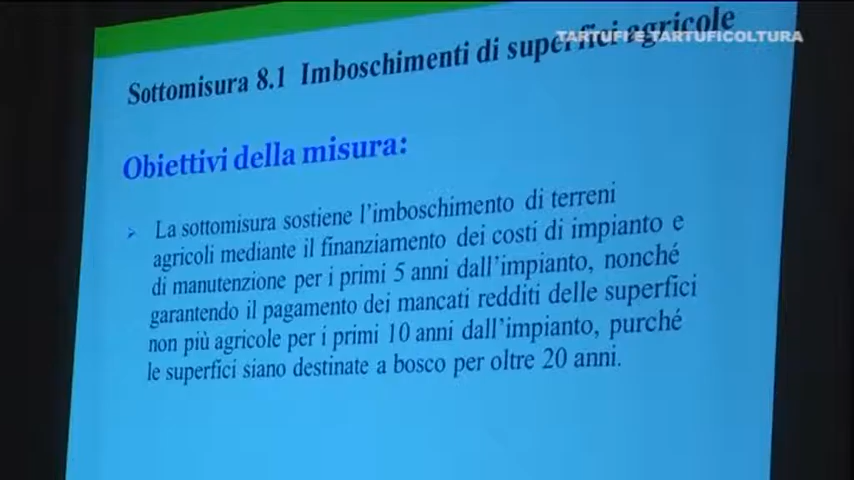 TARTUFI E TARTUFICOLTURA
Sottomisura 8.1 Imboschimenti di superfici agricole
Obiettivi della misura:
➢ La sottomisura sostiene l'imboschimento di terreni
agricoli mediante il finanziamento dei costi di impianto e
di manutenzione per i primi 5 anni dall'impianto, nonché
garantendo il pagamento dei mancati redditi delle superfici
non più agricole per i primi 10 anni dall'impianto, purché
le superfici siano destinate a bosco per oltre 20 anni.